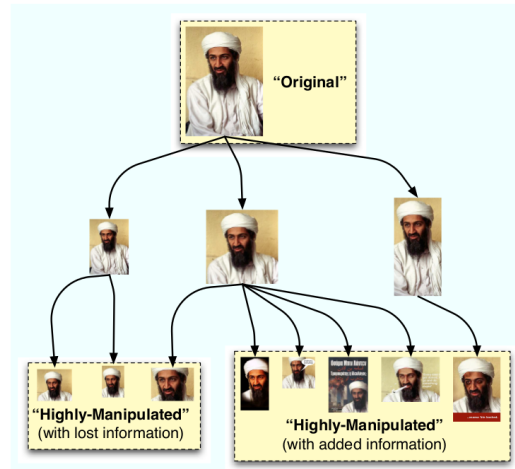 “Original”
“Highly-Manipulated”
(with lost information)
“Highly-Manipulated”
(with added information)